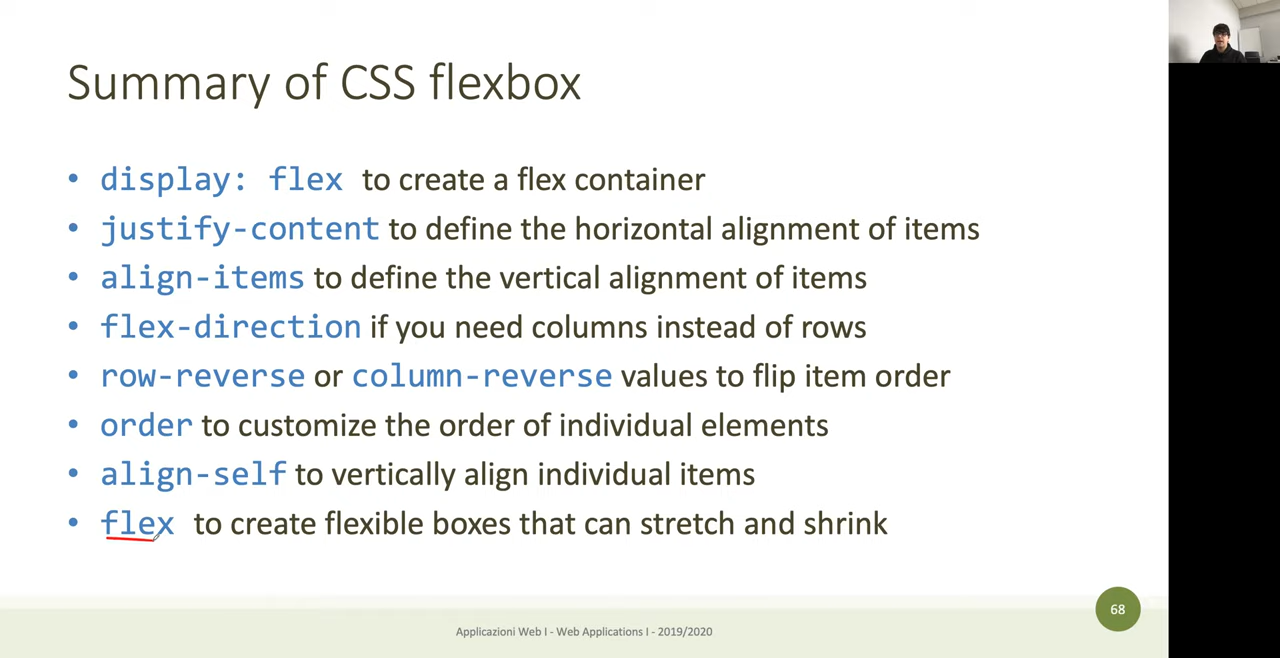 Summary of CSS flexbox
• display: flex to create a flex container
• justify-content to define the horizontal alignment of items
• align-items to define the vertical alignment of items
• flex-direction if you need columns instead of rows
• row-reverse or column-reverse values to flip item order
• order to customize the order of individual elements
• align-self to vertically align individual items
• flex to create flexible boxes that can stretch and shrink
68
Applicazioni Web I - Web Applications I - 2019/2020